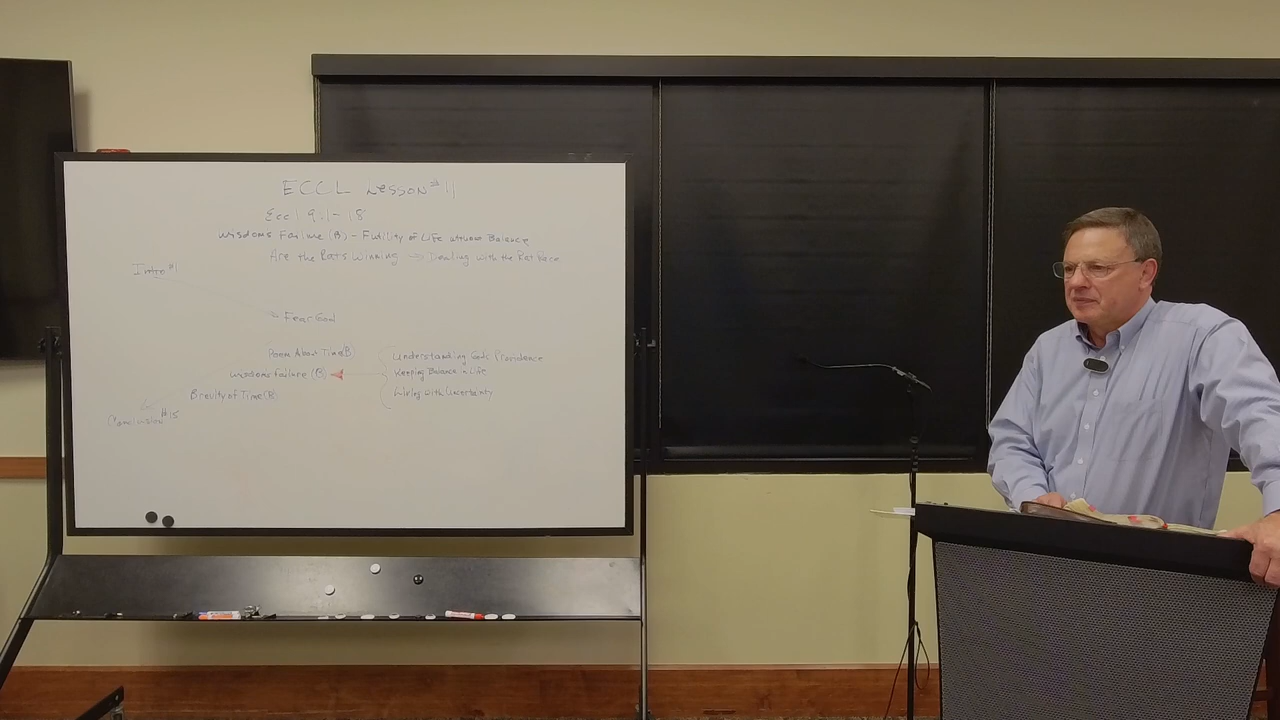 ECCL Lesson #11
Eccl 9:1-18
Wisdoms Failure (B) - Futility of Life Balance
Are the Rats Winning -> Dealing with the Rat Race
Intro #1
Fear God
Poem About Time (B)
Understanding Gods Providence
Wisdoms Failure (B)
Keeping Balance in Life
Brevity of Time (B)
Living with Uncertainty
Conclusion #15